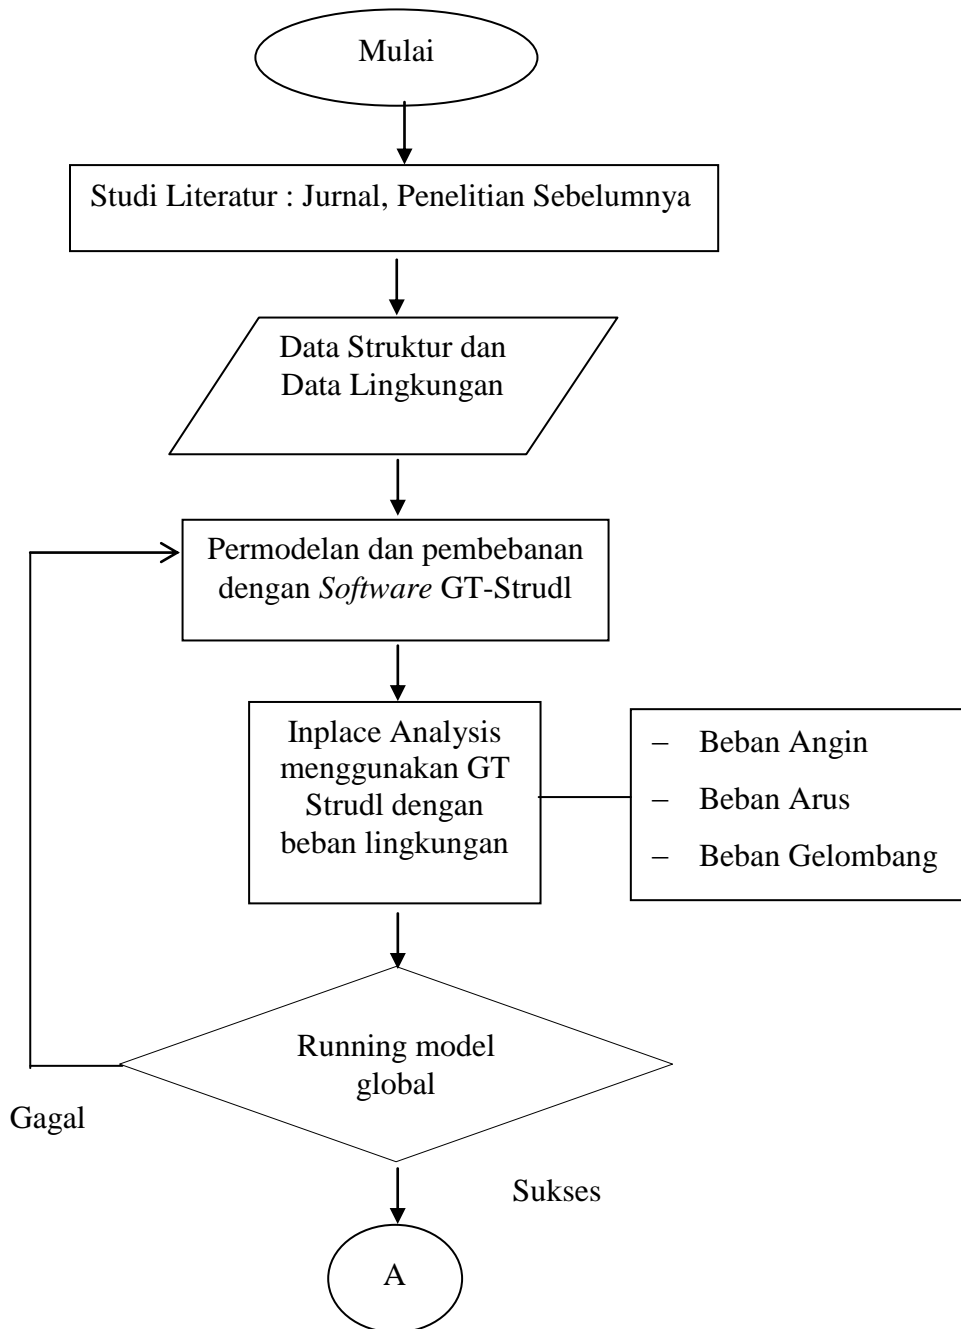 Mulai
Studi Literatur : Jurnal, Penelitian Sebelumnya
Data Struktur dan
Data Lingkungan
Permodelan dan pembebanan
dengan Software GT-Strudl
Inplace Analysis
menggunakan GT
Strudl dengan
beban lingkungan
– Beban Angin
– Beban Arus
– Beban Gelombang
Running model
global
Gagal
Sukses
A